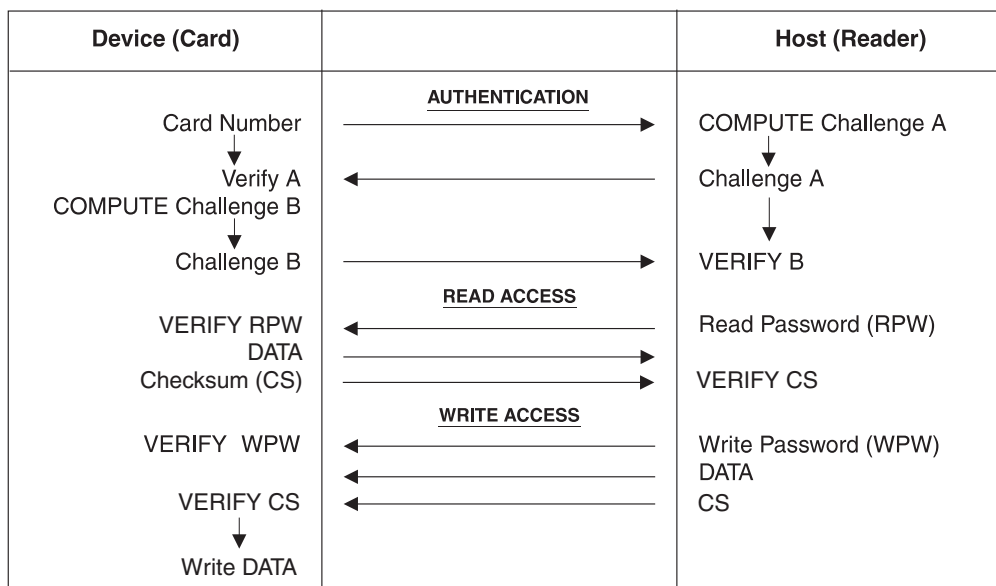 Device (Card) Host (Reader)
AUTHENTICATION
Card Number COMPUTE Challenge A
Verify A Challenge A
COMPUTE Challenge B
Challenge B VERIFY B
READ ACCESS
VERIFY RPW Read Password (RPW)
DATA
Checksum (CS) VERIFY CS
WRITE ACCESS
VERIFY WPW Write Password (WPW)
DATA
VERIFY CS CS
Write DATA